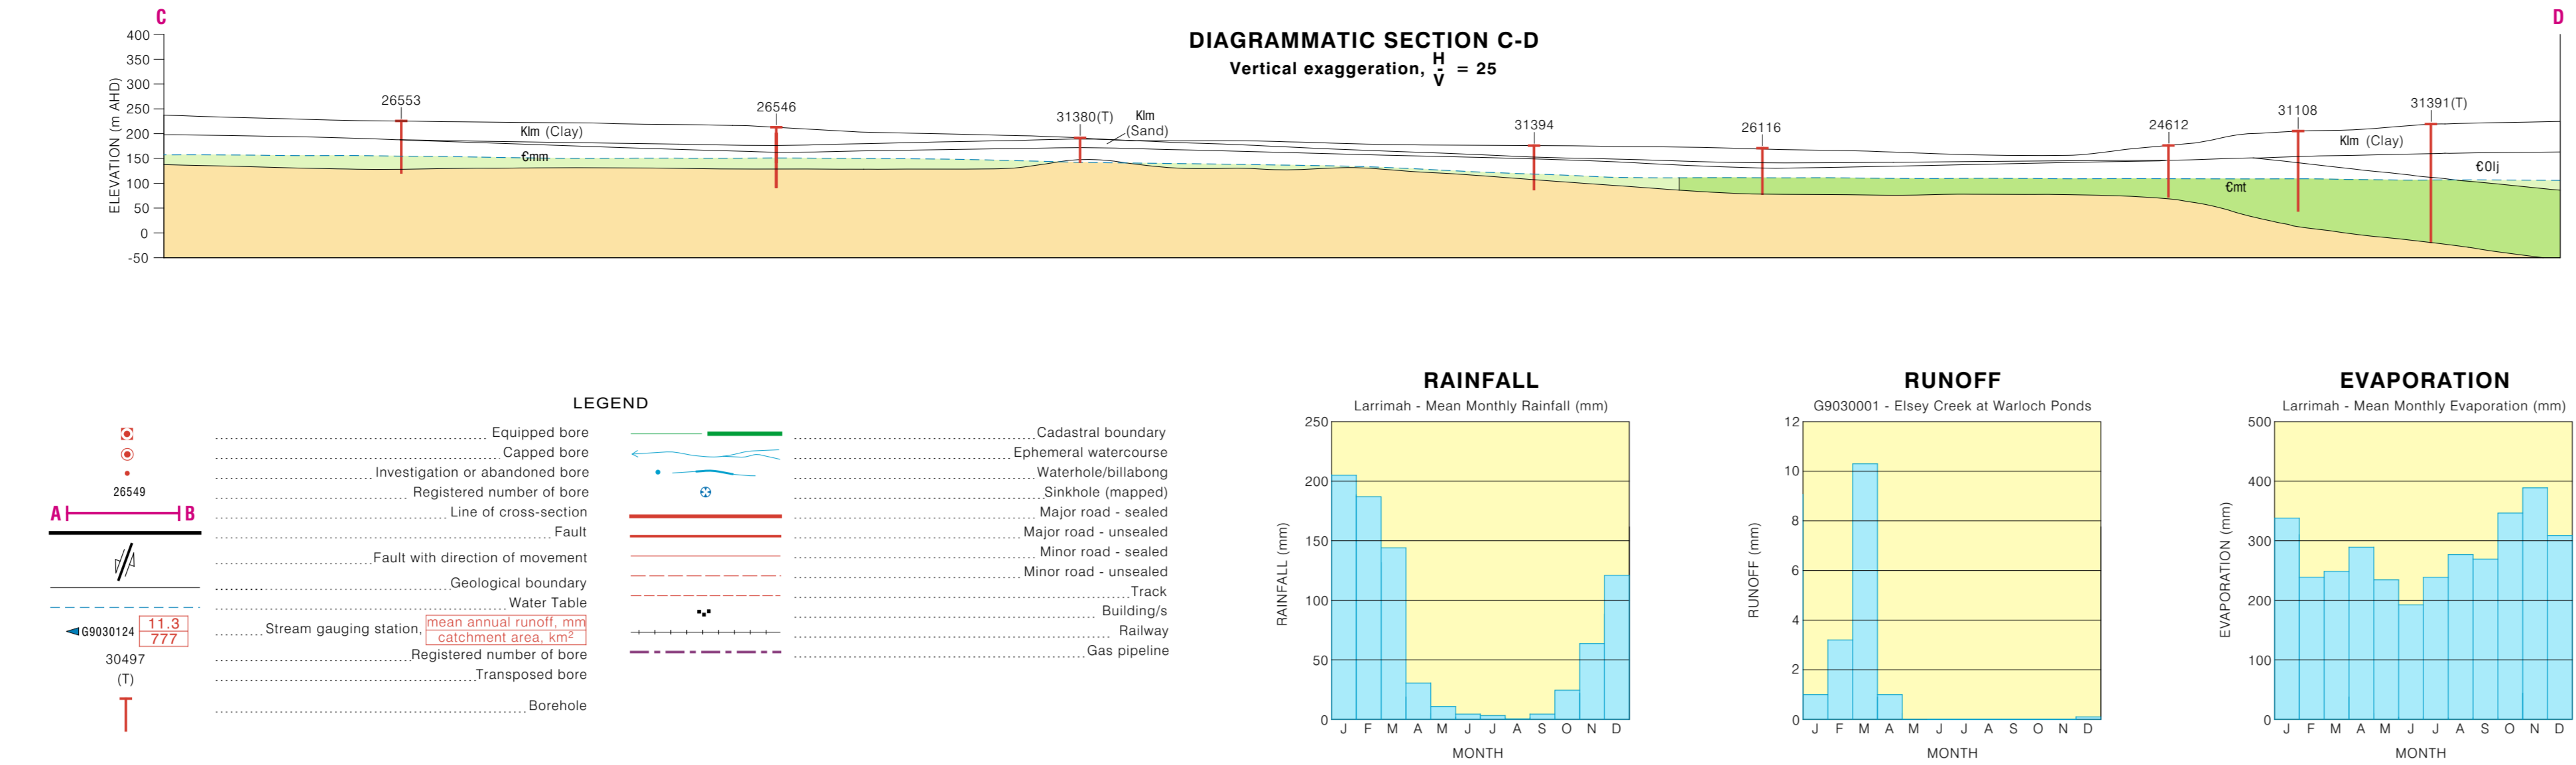 C
D
DIAGRAMMATIC SECTION C-D
Vertical exaggeration, H/V = 25
ELEVATION (m AHD)
400
350
300
250
200
150
100
50
0
-50
26553
26546
31380(T)
Klm
(Sand)
31394
26116
24612
31108
31391(T)
Klm (Clay)
Єmm
Klm (Clay)
Є0lj
Єmt
LEGEND
Equipped bore
Capped bore
Investigation or abandoned bore
26549 Registered number of bore
A B Line of cross-section
Fault
Fault with direction of movement
Geological boundary
Water Table
G9030124 11.3 777 Stream gauging station, mean annual runoff, mm
catchment area, km²
30497 Registered number of bore
(T) Transposed bore
Borehole
Cadastral boundary
Ephemeral watercourse
Waterhole/billabong
Sinkhole (mapped)
Major road - sealed
Major road - unsealed
Minor road - sealed
Minor road - unsealed
Track
Building/s
Railway
Gas pipeline
RAINFALL
Larrimah - Mean Monthly Rainfall (mm)
RAINFALL (mm)
250
200
150
100
50
0
J F M A M J J A S O N D
MONTH
RUNOFF
G9030001 - Elsey Creek at Warloch Ponds
RUNOFF (mm)
12
10
8
6
4
2
0
J F M A M J J A S O N D
MONTH
EVAPORATION
Larrimah - Mean Monthly Evaporation (mm)
EVAPORATION (mm)
500
400
300
200
100
0
J F M A M J J A S O N D
MONTH